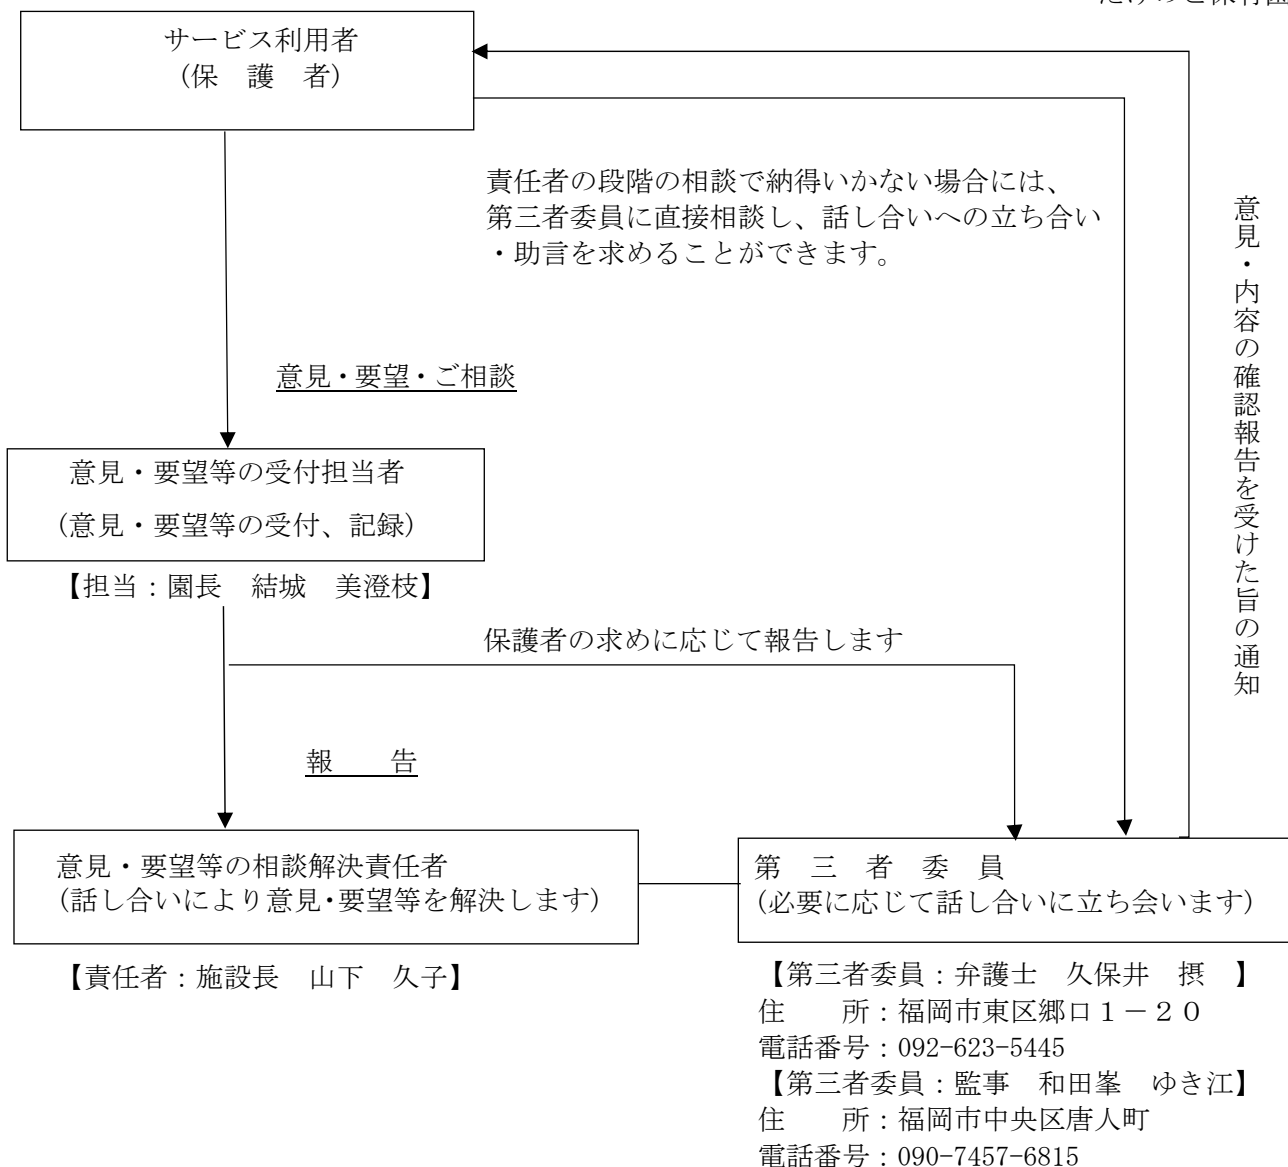 サービス利用者
(保　護　者)
責任者の段階の相談で納得いかない場合には、
第三者委員に直接相談し、話し合いへの立ち合い
・助言を求めることができます。
意見・内容の確認報告を受けた旨の通知
意見・要望・ご相談
意見・要望等の受付担当者
(意見・要望等の受付、記録)
【担当：園長　結城　美澄枝】
保護者の求めに応じて報告します
報　　告
意見・要望等の相談解決責任者
(話し合いにより意見・要望等を解決します)
【責任者：施設長　山下　久子】
第　三　者　委　員
(必要に応じて話し合いに立ち会います)
【第三者委員：弁護士　久保井　摂　】
住　　所：福岡市東区郷口１－２０
電話番号：092-623-5445
【第三者委員：監事　和田峯　ゆき江】
住　　所：福岡市中央区唐人町
電話番号：090-7457-6815